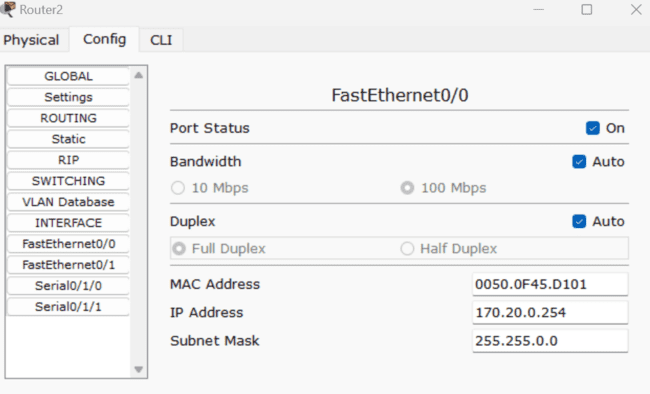 Router2
Physical Config CLI
GLOBAL
Settings
ROUTING
Static
RIP
SWITCHING
VLAN Database
INTERFACE
FastEthernet0/0
FastEthernet0/1
Serial0/1/0
Serial0/1/1
FastEthernet0/0
Port Status On
Bandwidth Auto
10 Mbps 100 Mbps
Duplex Auto
Full Duplex Half Duplex
MAC Address 0050.0F45.D101
IP Address 170.20.0.254
Subnet Mask 255.255.0.0